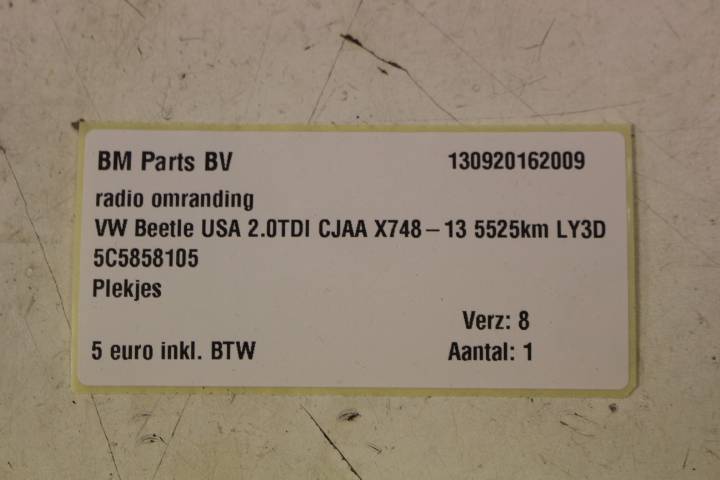 BM Parts BV 130920162009
radio omranding
VW Beetle USA 2.0TDI CJAA X748-13 5525km LY3D
5C5858105
Plekjes
Verz: 8
5 euro inkl. BTW Aantal: 1